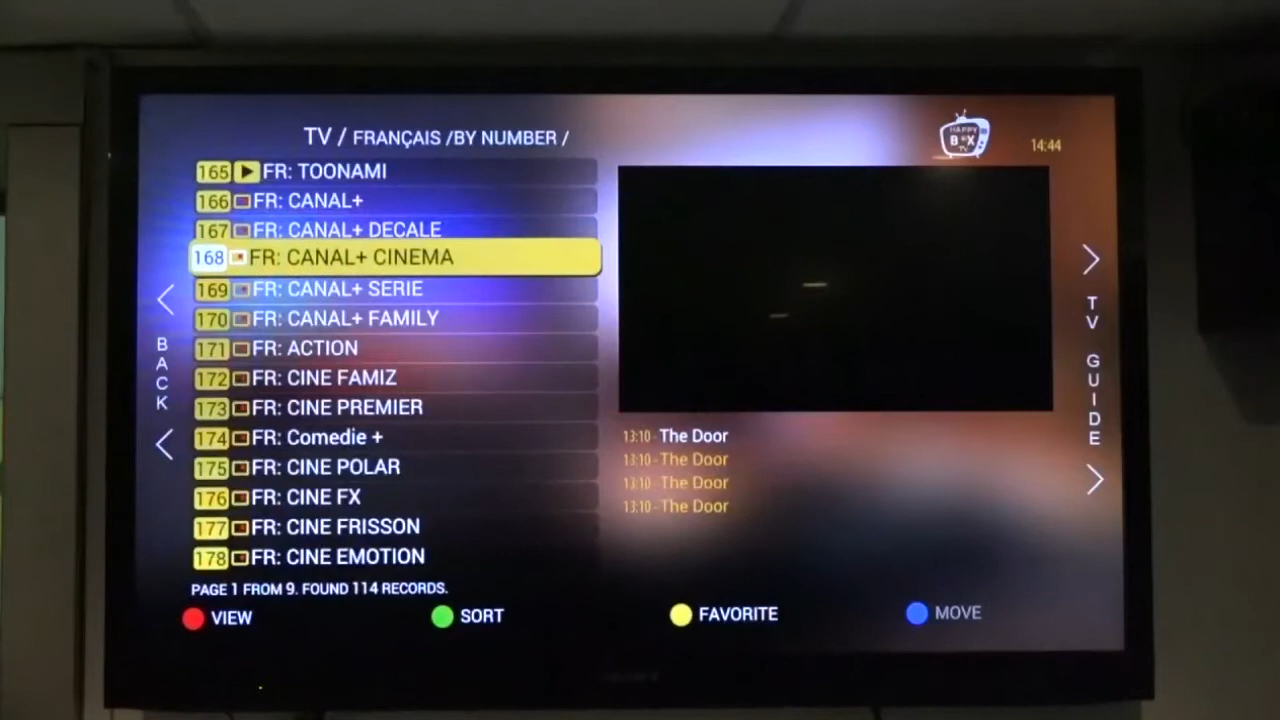 TV / FRANÇAIS /BY NUMBER /
HAPPY
B X
TV
14:44
165 FR: TOONAMI
166 FR: CANAL+
167 FR: CANAL+ DECALE
168 FR: CANAL+ CINEMA
169 FR: CANAL+ SERIE
170 FR: CANAL+ FAMILY
171 FR: ACTION
172 FR: CINE FAMIZ
173 FR: CINE PREMIER
174 FR: Comedie +
175 FR: CINE POLAR
176 FR: CINE FX
177 FR: CINE FRISSON
178 FR: CINE EMOTION
BACK
TV GUIDE
13:10 - The Door
13:10 - The Door
13:10 - The Door
13:10 - The Door
PAGE 1 FROM 9. FOUND 114 RECORDS.
VIEW
SORT
FAVORITE
MOVE